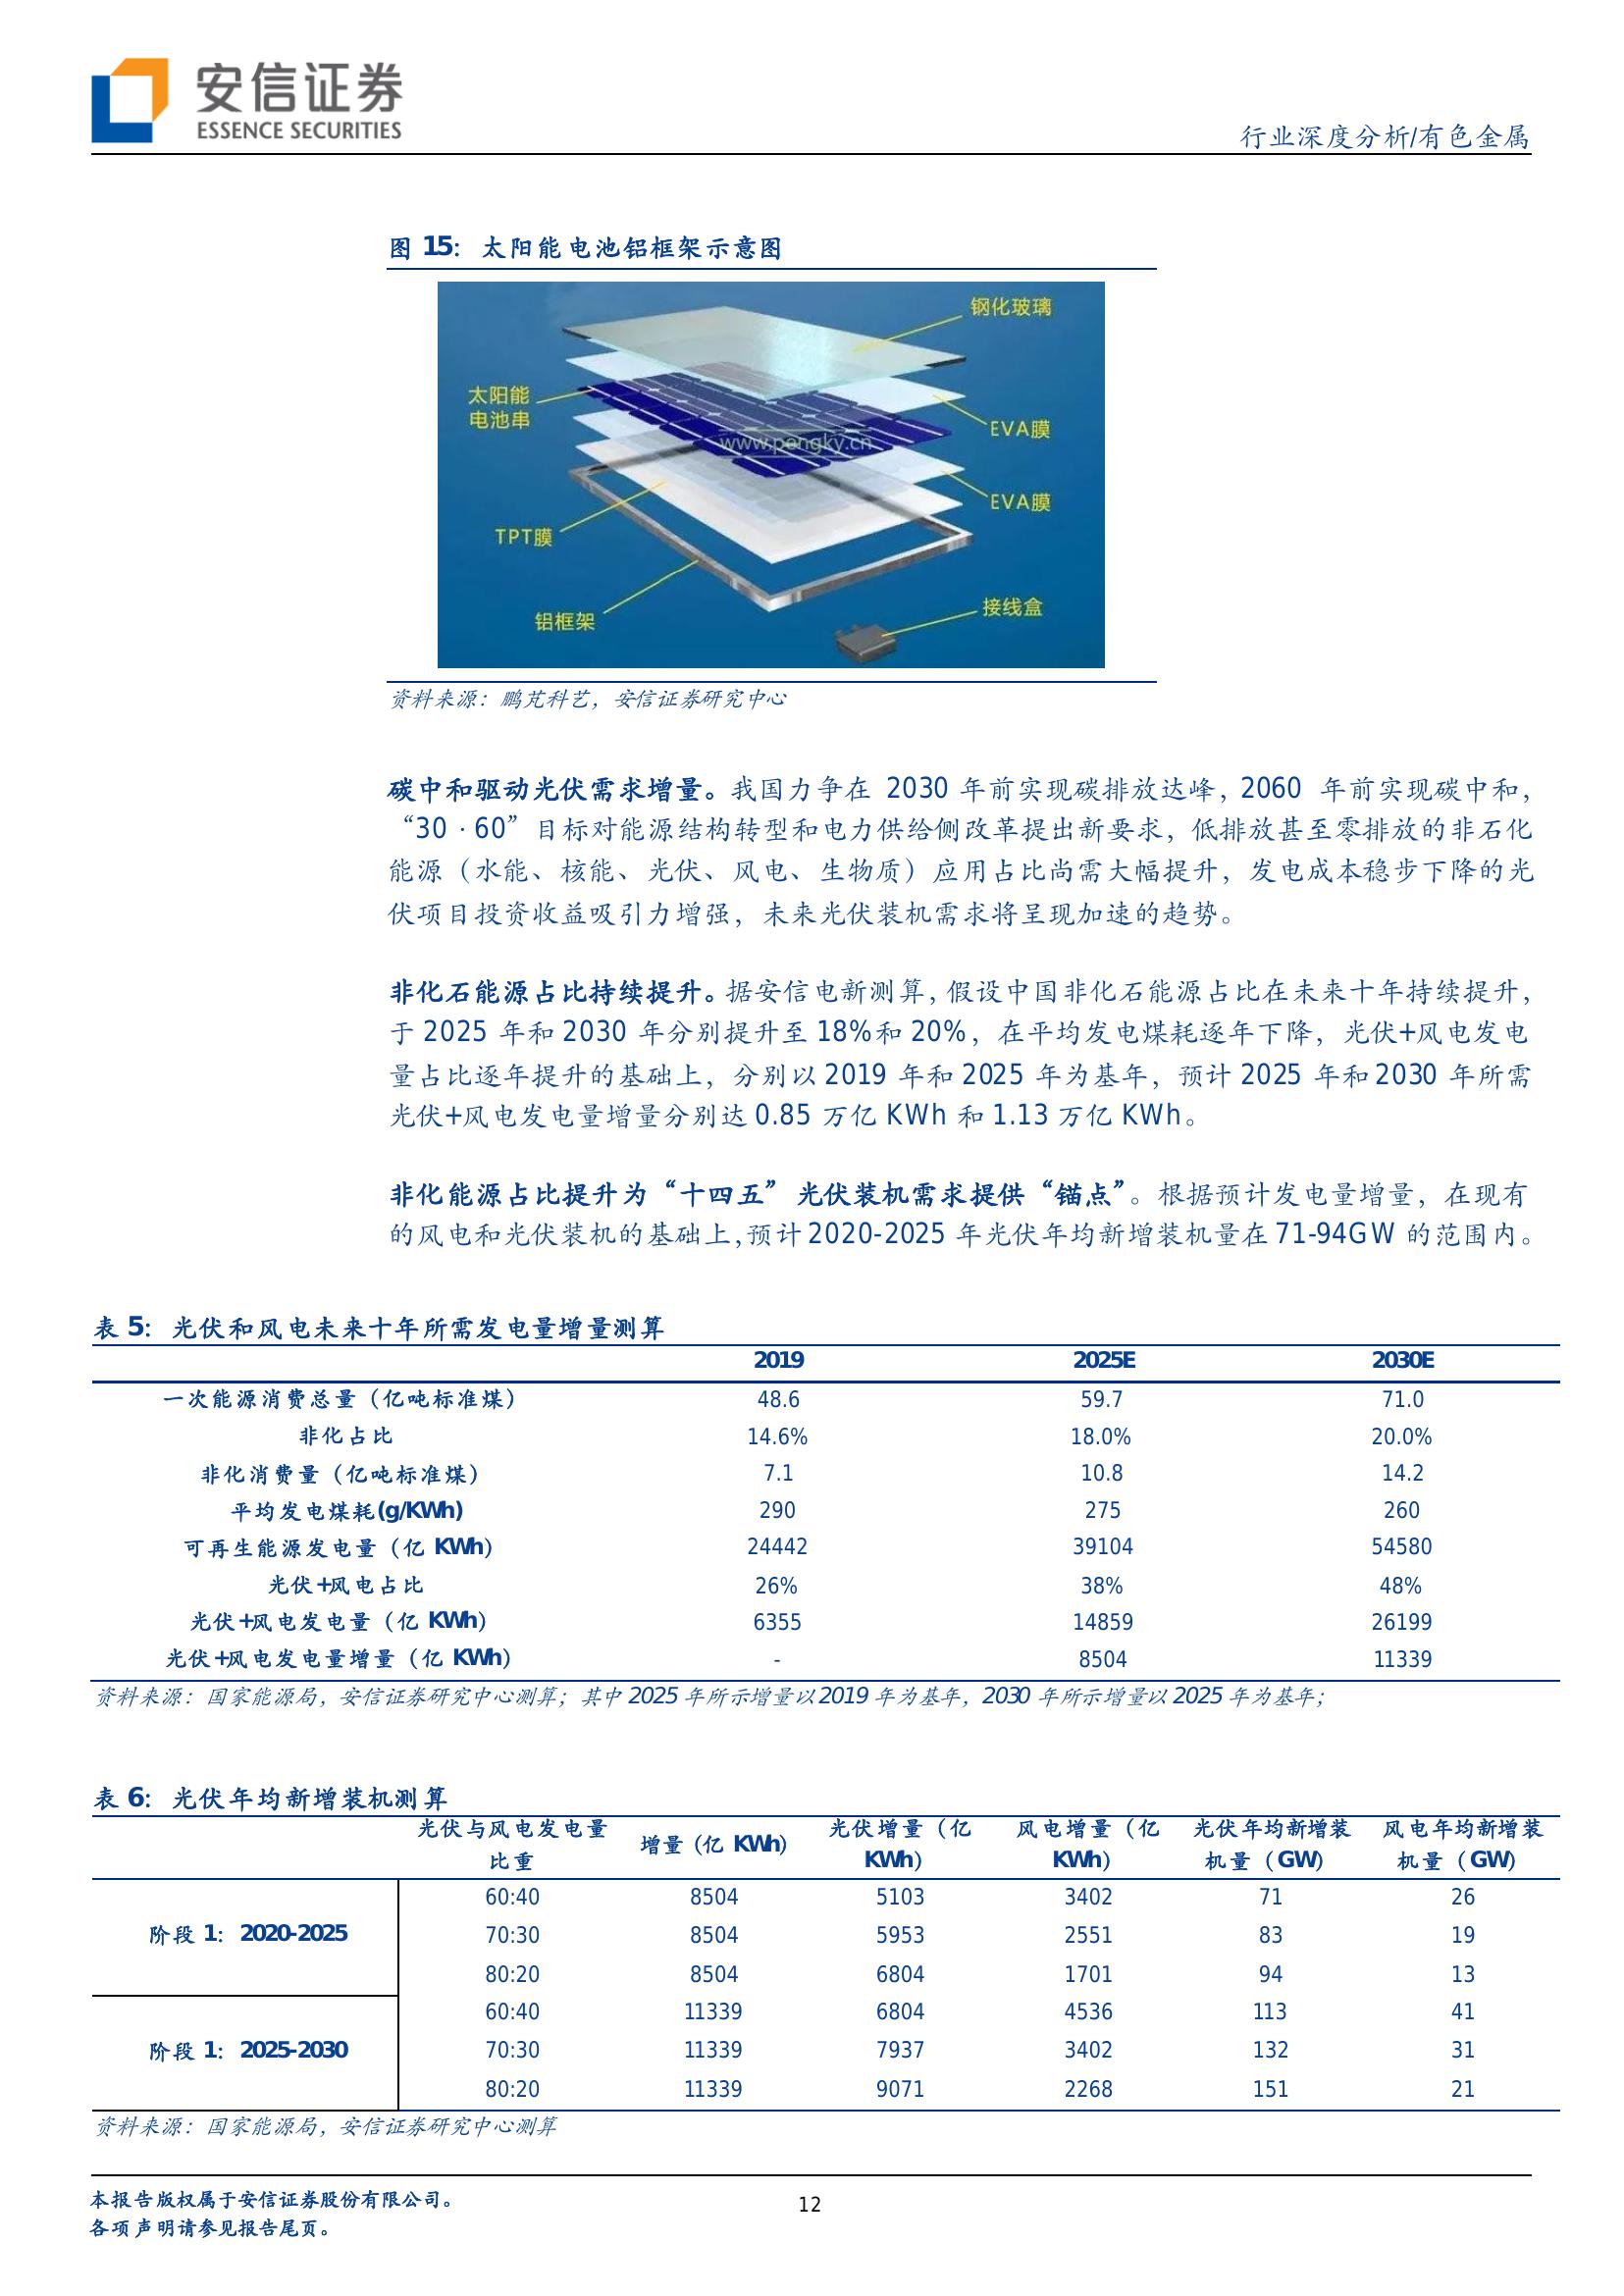 安信证券
ESSENCE SECURITIES
行业深度分析/有色金属
图 15：太阳能电池铝框架示意图
钢化玻璃
太阳能
电池串
EVA膜
www.pengky.cn
EVA膜
TPT膜
铝框架
接线盒
资料来源：鹏芃科艺，安信证券研究中心
碳中和驱动光伏需求增量。我国力争在 2030 年前实现碳排放达峰，2060 年前实现碳中和，
“30·60”目标对能源结构转型和电力供给侧改革提出新要求，低排放甚至零排放的非石化
能源（水能、核能、光伏、风电、生物质）应用占比尚需大幅提升，发电成本稳步下降的光
伏项目投资收益吸引力增强，未来光伏装机需求将呈现加速的趋势。
非化石能源占比持续提升。据安信电新测算，假设中国非化石能源占比在未来十年持续提升，
于 2025 年和 2030 年分别提升至 18%和 20%，在平均发电煤耗逐年下降，光伏+风电发电
量占比逐年提升的基础上，分别以 2019 年和 2025 年为基年，预计 2025 年和 2030 年所需
光伏+风电发电量增量分别达 0.85 万亿 KWh 和 1.13 万亿 KWh。
非化能源占比提升为“十四五”光伏装机需求提供“锚点”。根据预计发电量增量，在现有
的风电和光伏装机的基础上，预计 2020-2025 年光伏年均新增装机量在 71-94GW 的范围内。
表 5：光伏和风电未来十年所需发电量增量测算
2019 2025E 2030E
一次能源消费总量（亿吨标准煤） 48.6 59.7 71.0
非化占比 14.6% 18.0% 20.0%
非化消费量（亿吨标准煤） 7.1 10.8 14.2
平均发电煤耗(g/KWh) 290 275 260
可再生能源发电量（亿 KWh） 24442 39104 54580
光伏+风电占比 26% 38% 48%
光伏+风电发电量（亿 KWh） 6355 14859 26199
光伏+风电发电量增量（亿 KWh） - 8504 11339
资料来源：国家能源局，安信证券研究中心测算；其中 2025 年所示增量以 2019 年为基年，2030 年所示增量以 2025 年为基年；
表 6：光伏年均新增装机测算
光伏与风电发电量 增量（亿 KWh） 光伏增量（亿 风电增量（亿 光伏年均新增装 风电年均新增装
比重 KWh） KWh） 机量（GW） 机量（GW）
60:40 8504 5103 3402 71 26
阶段 1：2020-2025 70:30 8504 5953 2551 83 19
80:20 8504 6804 1701 94 13
60:40 11339 6804 4536 113 41
阶段 1：2025-2030 70:30 11339 7937 3402 132 31
80:20 11339 9071 2268 151 21
资料来源：国家能源局，安信证券研究中心测算
本报告版权属于安信证券股份有限公司。
12
各项声明请参见报告尾页。